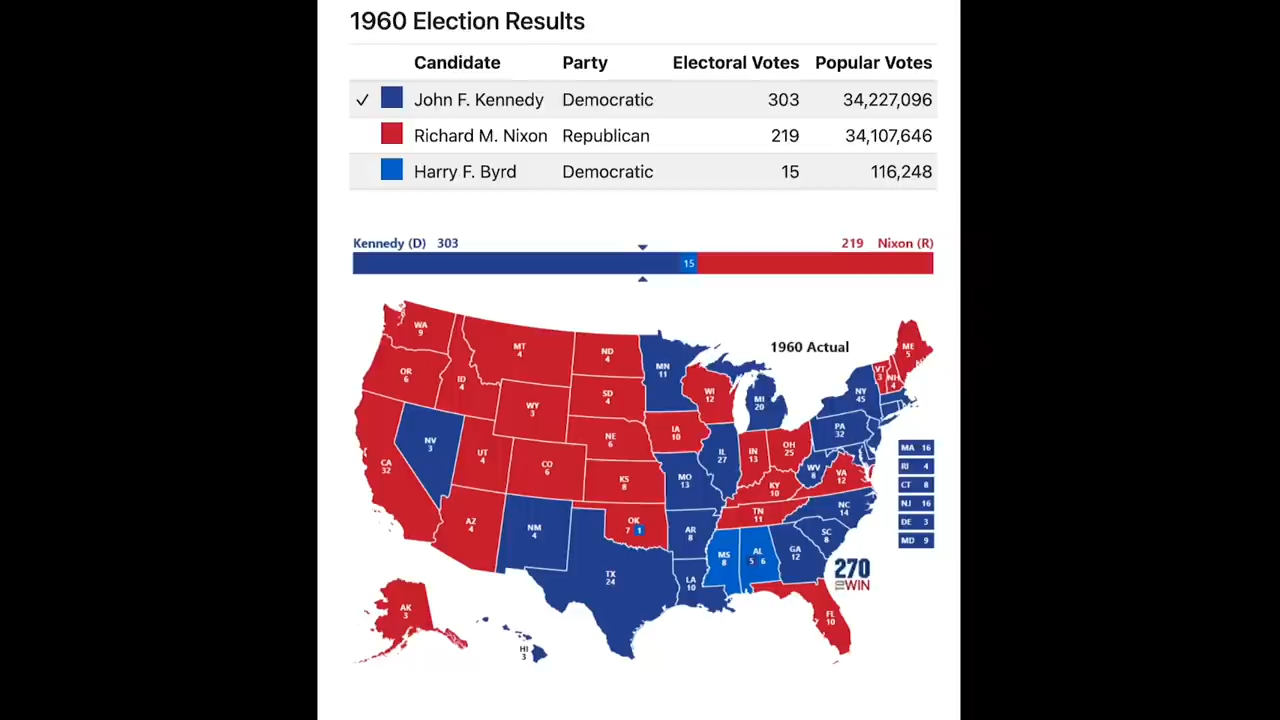 1960 Election Results
Candidate Party Electoral Votes Popular Votes
✓ John F. Kennedy Democratic 303 34,227,096
Richard M. Nixon Republican 219 34,107,646
Harry F. Byrd Democratic 15 116,248
Kennedy (D) 303
219 Nixon (R)
15
1960 Actual
WA
9
MT
4
ND
4
MN
11
ME
5
OR
6
ID
4
SD
4
WI
12
MI
20
VT
3
NH
4
NY
45
WY
3
NE
6
IA
10
PA
32
NV
3
UT
4
CO
6
IL
27
IN
13
OH
25
WV
8
VA
12
CA
32
KS
8
MO
13
KY
10
NC
14
AZ
4
NM
4
OK
7 1
AR
8
TN
11
SC
8
TX
24
LA
10
MS
8
AL
5 6
GA
12
FL
10
AK
3
HI
3
MA 16
RI 4
CT 8
NJ 16
DE 3
MD 9
270
TO WIN